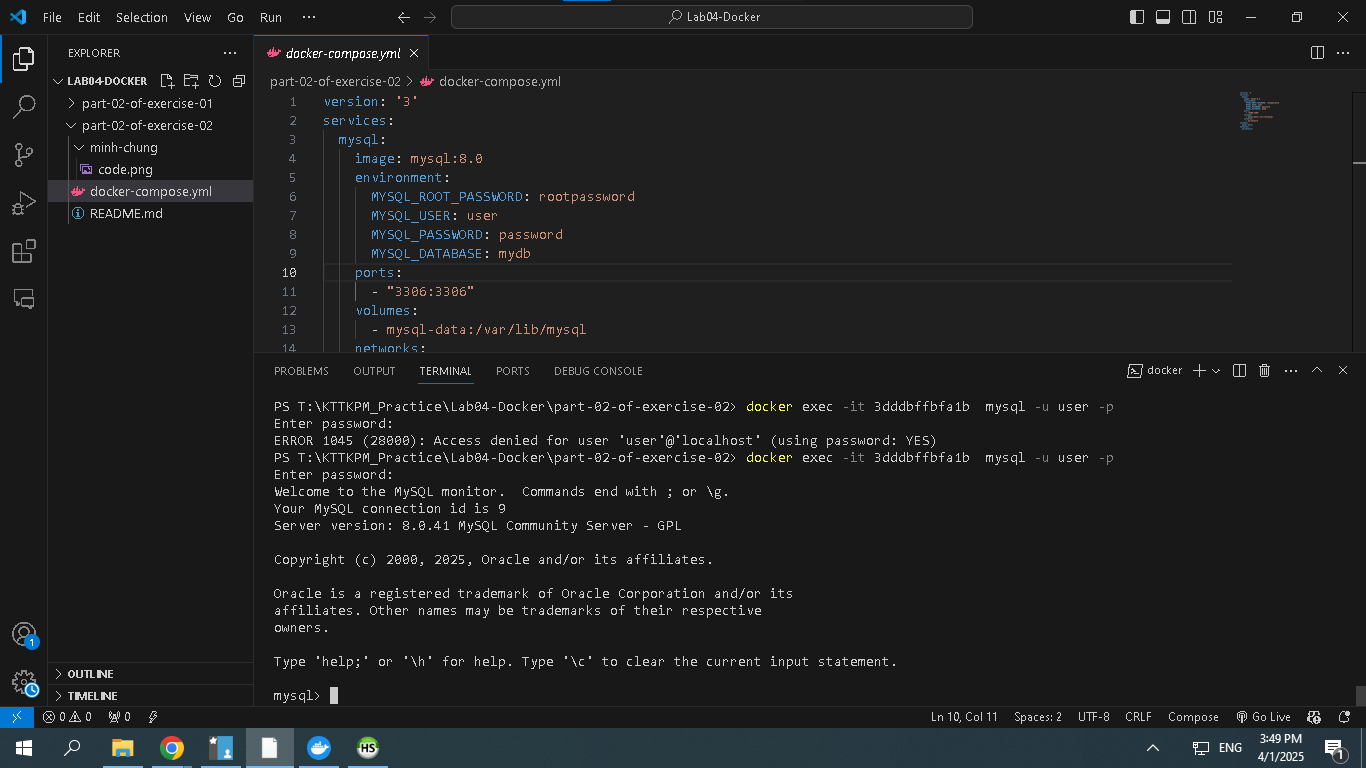 File Edit Selection View Go Run ··· Lab04-Docker
EXPLORER ···
LAB04-DOCKER
part-02-of-exercise-01
part-02-of-exercise-02
minh-chung
code.png
docker-compose.yml
README.md
OUTLINE
TIMELINE
docker-compose.yml
part-02-of-exercise-02 > docker-compose.yml
1 version: '3'
2 services:
3 mysql:
4 image: mysql:8.0
5 environment:
6 MYSQL_ROOT_PASSWORD: rootpassword
7 MYSQL_USER: user
8 MYSQL_PASSWORD: password
9 MYSQL_DATABASE: mydb
10 ports:
11 - "3306:3306"
12 volumes:
13 - mysql-data:/var/lib/mysql
14 networks:
PROBLEMS OUTPUT TERMINAL PORTS DEBUG CONSOLE docker
PS T:\KTTKPM_Practice\Lab04-Docker\part-02-of-exercise-02> docker exec -it 3dddbffbfa1b  mysql -u user -p
Enter password:
ERROR 1045 (28000): Access denied for user 'user'@'localhost' (using password: YES)
PS T:\KTTKPM_Practice\Lab04-Docker\part-02-of-exercise-02> docker exec -it 3dddbffbfa1b  mysql -u user -p
Enter password:
Welcome to the MySQL monitor.  Commands end with ; or \g.
Your MySQL connection id is 9
Server version: 8.0.41 MySQL Community Server - GPL
Copyright (c) 2000, 2025, Oracle and/or its affiliates.
Oracle is a registered trademark of Oracle Corporation and/or its
affiliates. Other names may be trademarks of their respective
owners.
Type 'help;' or '\h' for help. Type '\c' to clear the current input statement.
mysql>
1
0 0 0 Ln 10, Col 11 Spaces: 2 UTF-8 CRLF Compose Go Live
HS ENG 3:49 PM
4/1/2025 1